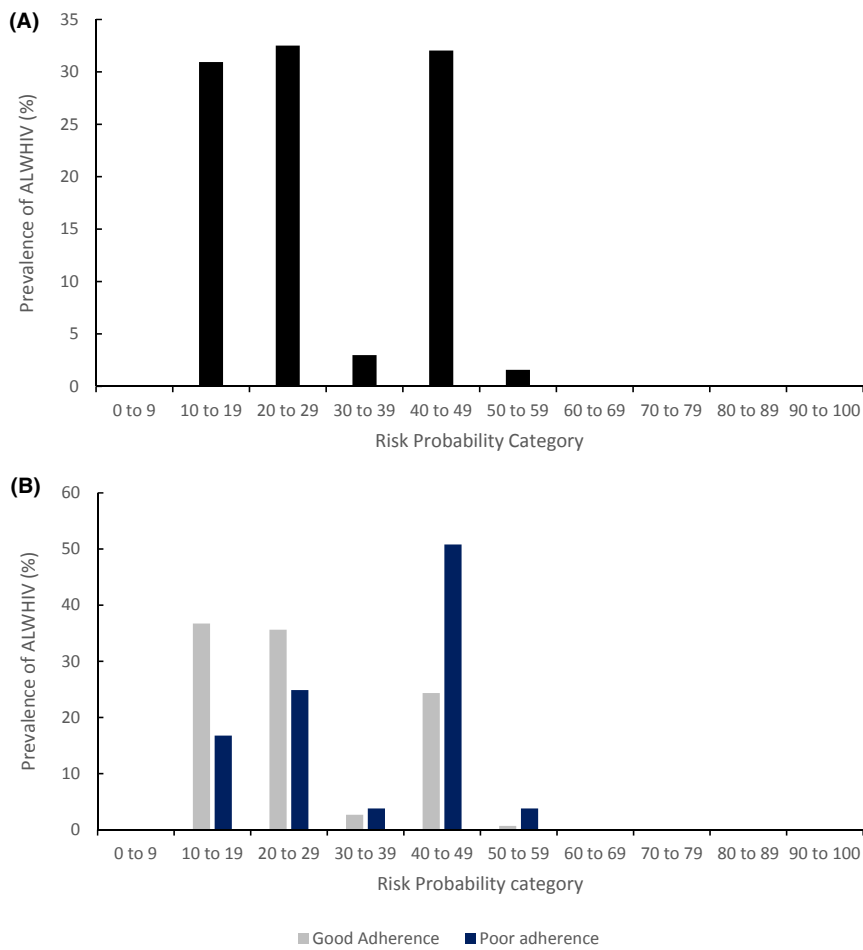 (A)
Prevalence of ALWHIV (%)
35
30
25
20
15
10
5
0
0 to 9 10 to 19 20 to 29 30 to 39 40 to 49 50 to 59 60 to 69 70 to 79 80 to 89 90 to 100
Risk Probability Category
(B)
Prevalence of ALWHIV (%)
60
50
40
30
20
10
0
0 to 9 10 to 19 20 to 29 30 to 39 40 to 49 50 to 59 60 to 69 70 to 79 80 to 89 90 to 100
Risk Probability category
Good Adherence Poor adherence